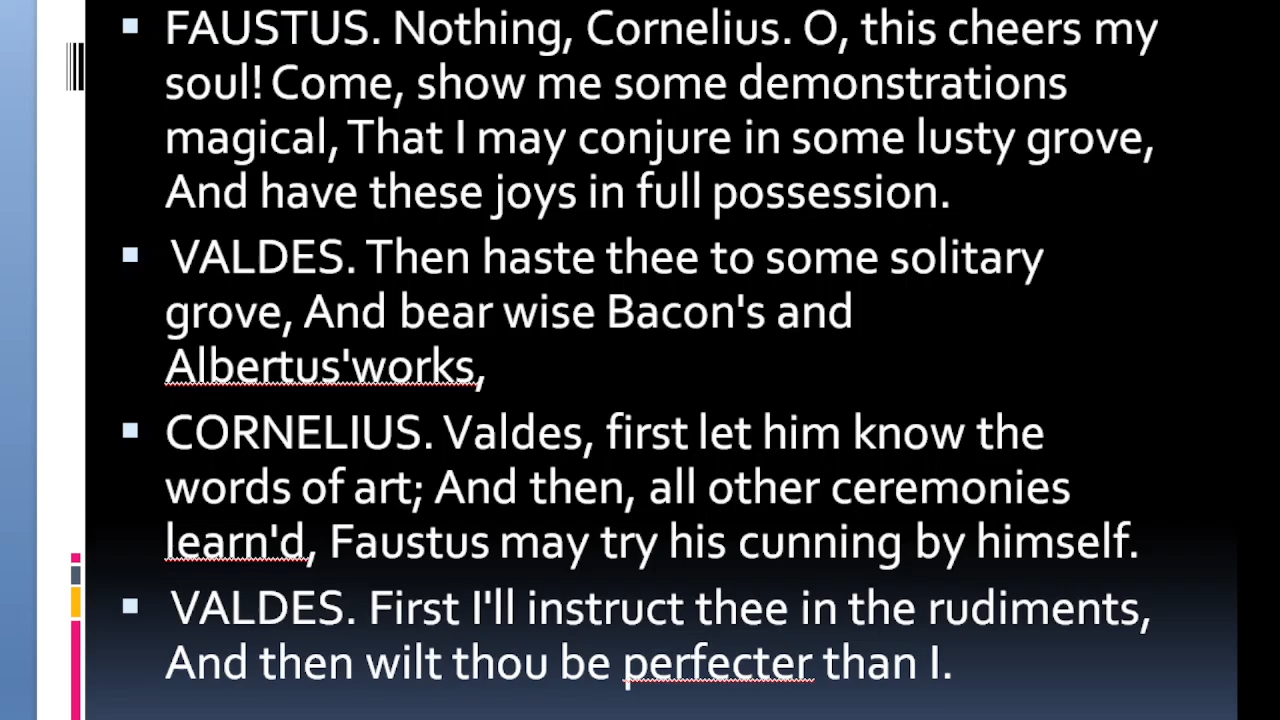 FAUSTUS. Nothing, Cornelius. O, this cheers my
soul! Come, show me some demonstrations
magical, That I may conjure in some lusty grove,
And have these joys in full possession.
VALDES. Then haste thee to some solitary
grove, And bear wise Bacon's and
Albertus'works,
CORNELIUS. Valdes, first let him know the
words of art; And then, all other ceremonies
learn'd, Faustus may try his cunning by himself.
VALDES. First I'll instruct thee in the rudiments,
And then wilt thou be perfecter than I.